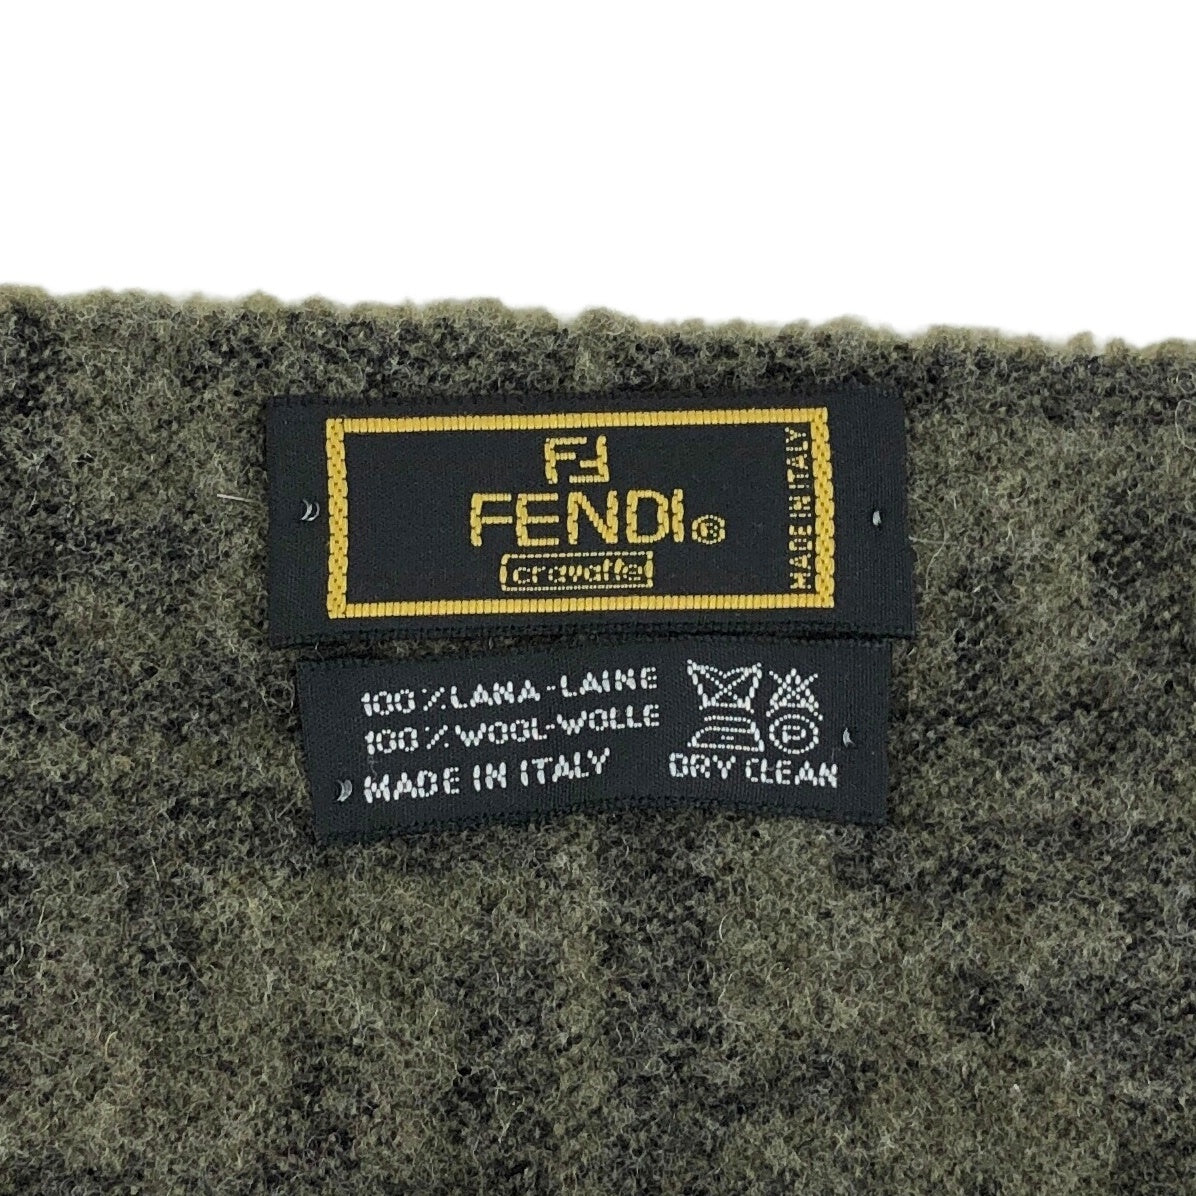 FF
FENDI®
cravatte
MADE IN ITALY
100% LANA-LAINE
100% WOOL-WOLLE
MADE IN ITALY
P
DRY CLEAN